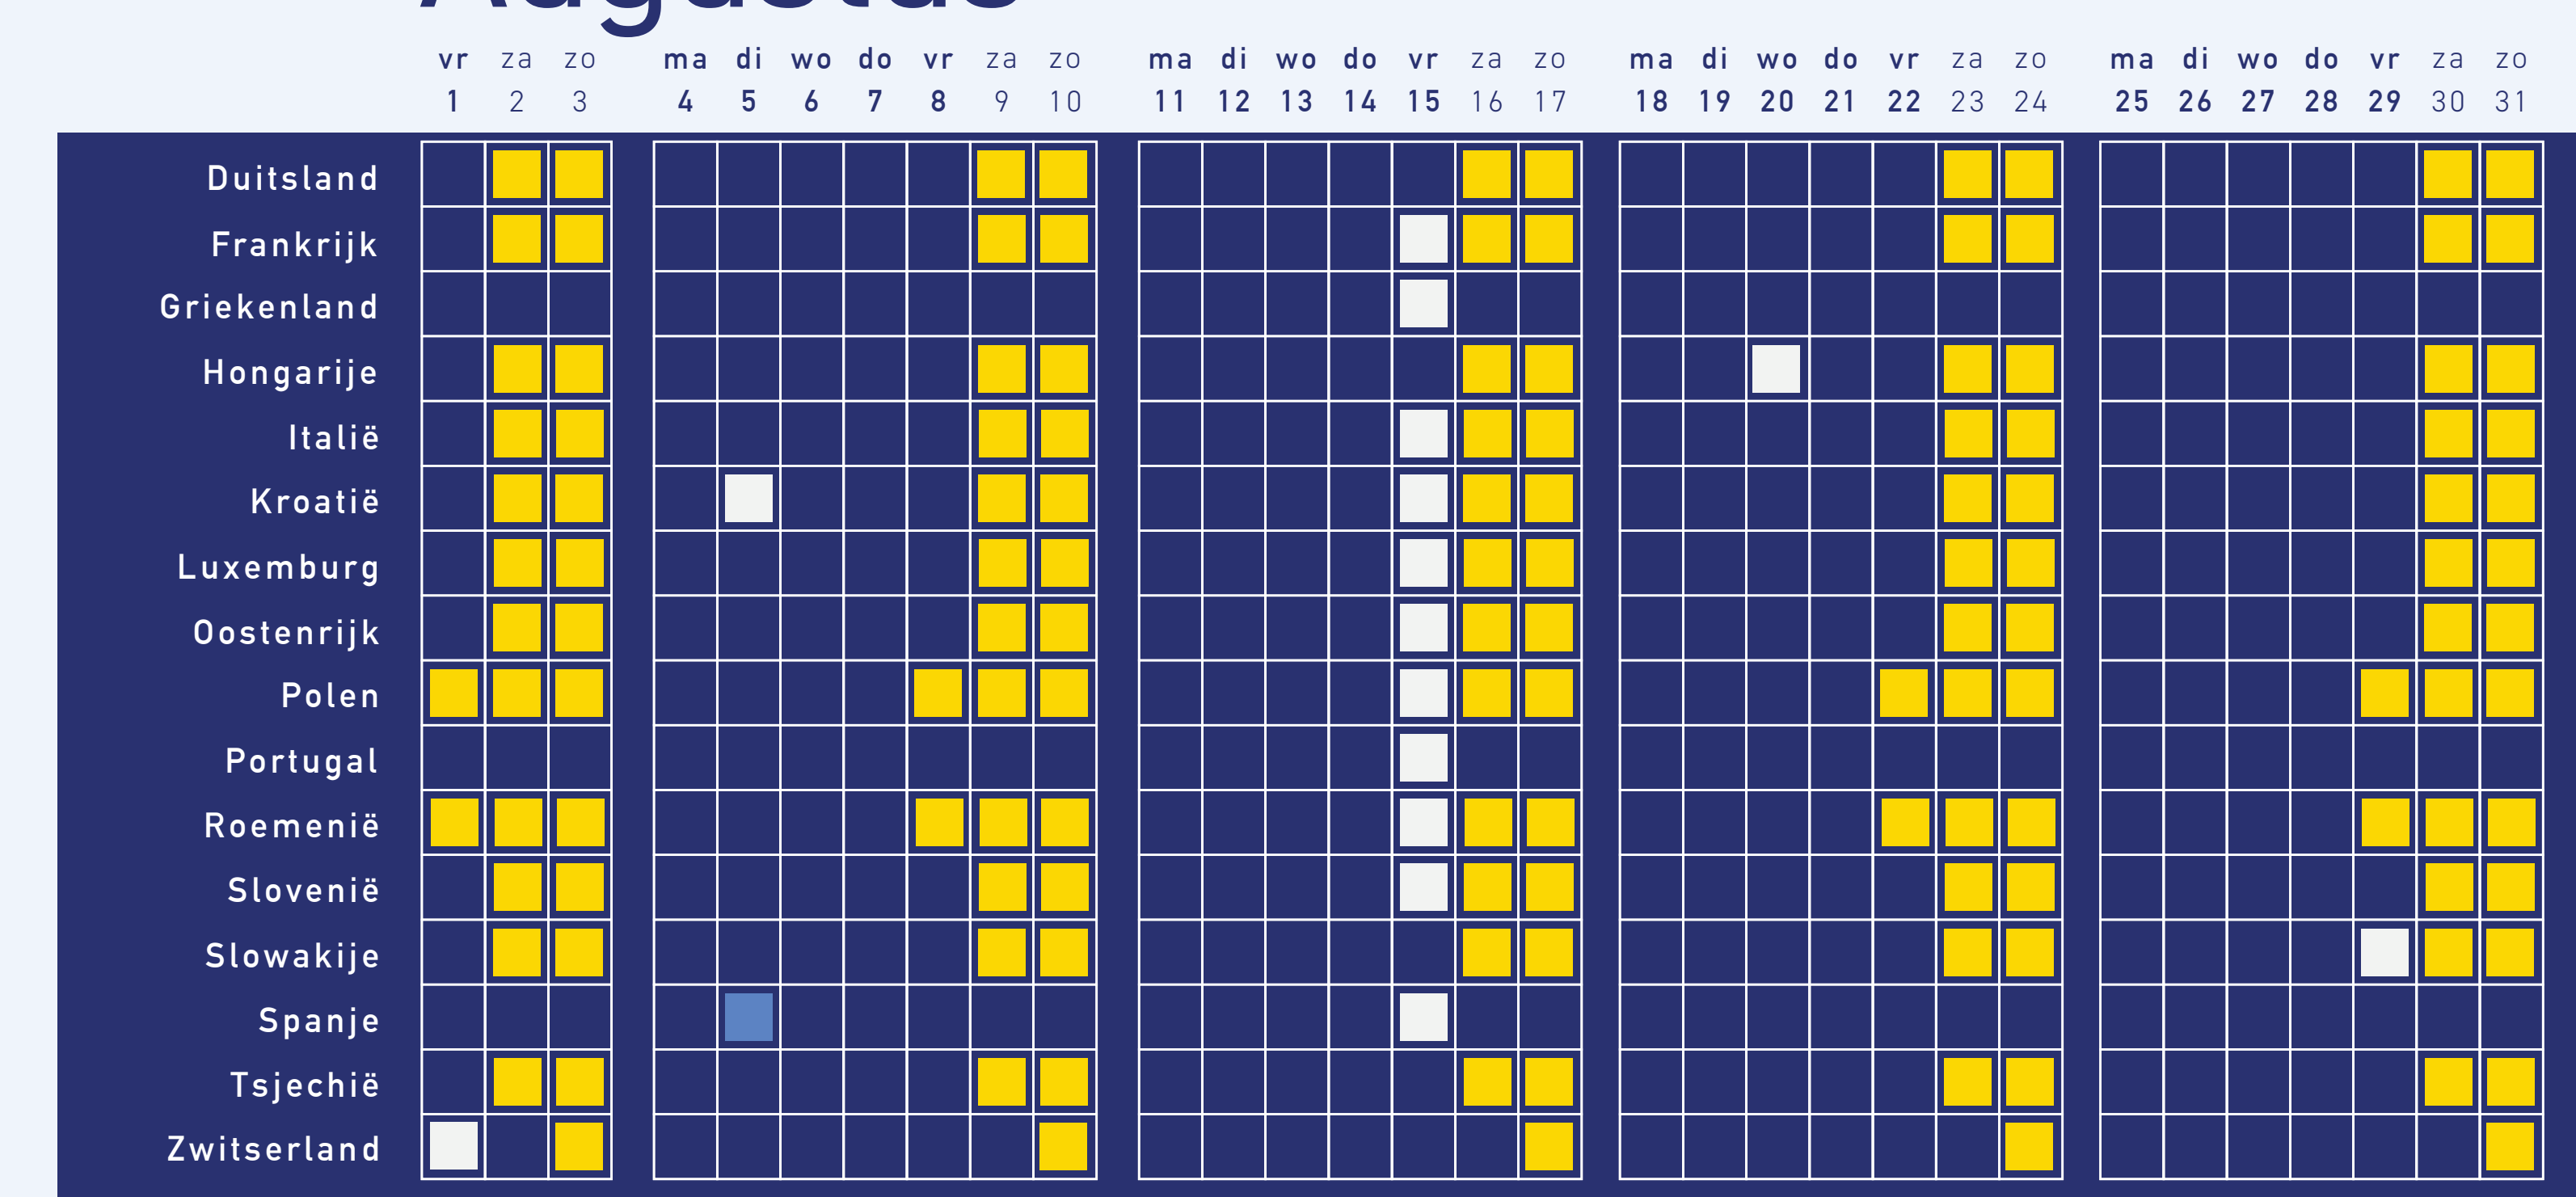 Augustus
vr za zo ma di wo do vr za zo ma di wo do vr za zo ma di wo do vr za zo ma di wo do vr za zo
1 2 3 4 5 6 7 8 9 10 11 12 13 14 15 16 17 18 19 20 21 22 23 24 25 26 27 28 29 30 31
Duitsland
Frankrijk
Griekenland
Hongarije
Italië
Kroatië
Luxemburg
Oostenrijk
Polen
Portugal
Roemenië
Slovenië
Slowakije
Spanje
Tsjechië
Zwitserland